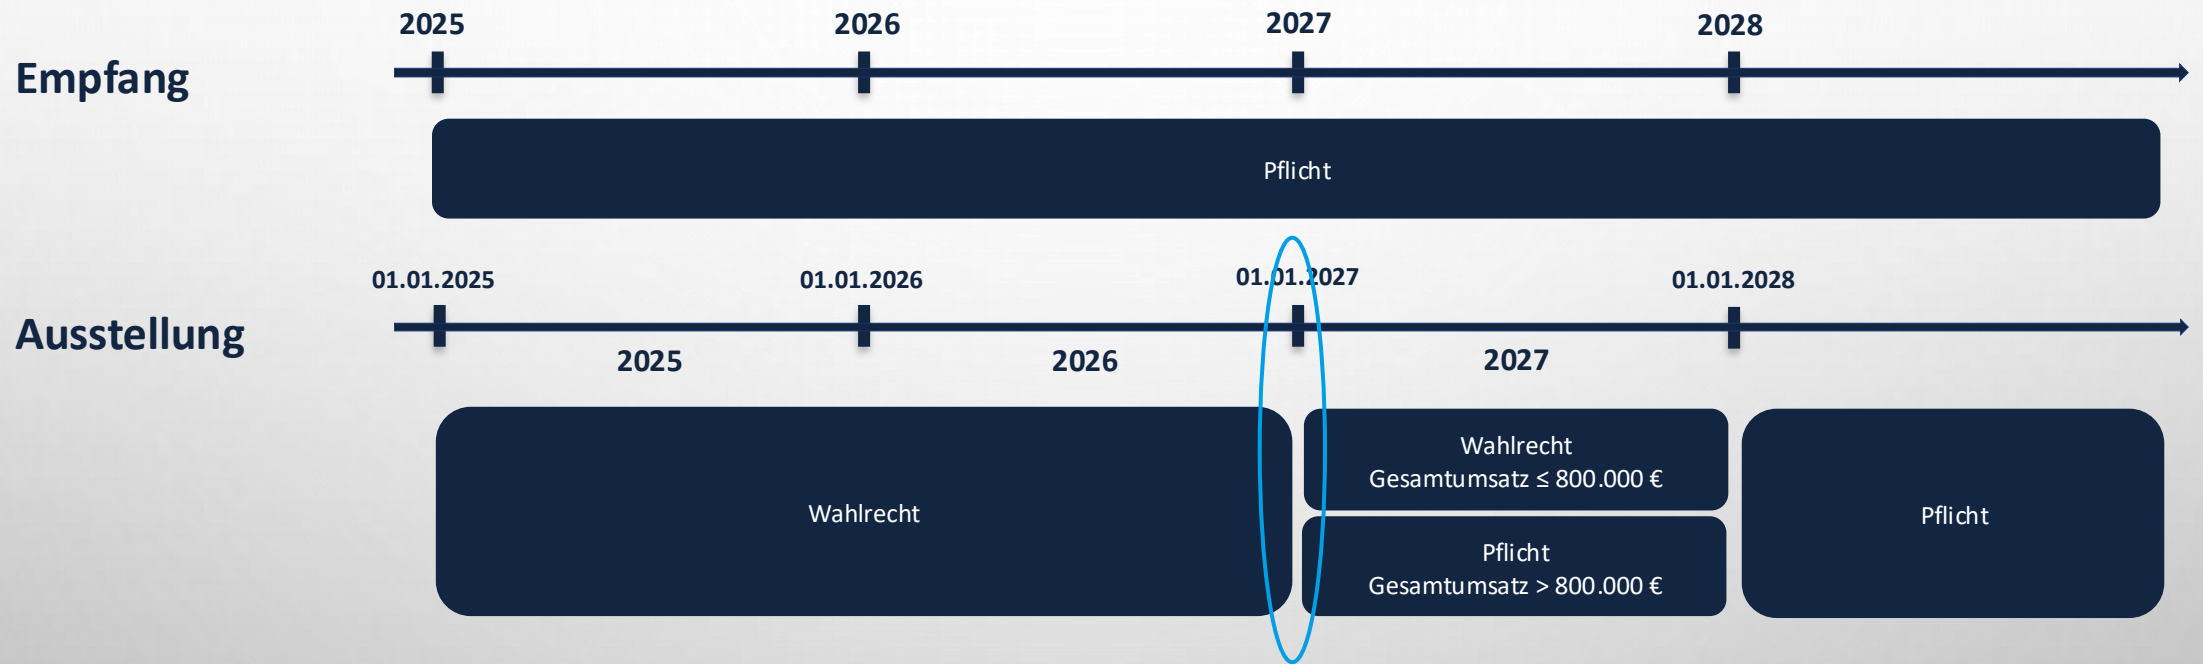 2025
2026
2027
2028
Empfang
Pflicht
01.01.2025
01.01.2026
01.01.2027
01.01.2028
Ausstellung
2025
2026
2027
Wahlrecht
Wahlrecht
Gesamtumsatz ≤ 800.000 €
Pflicht
Gesamtumsatz > 800.000 €
Pflicht